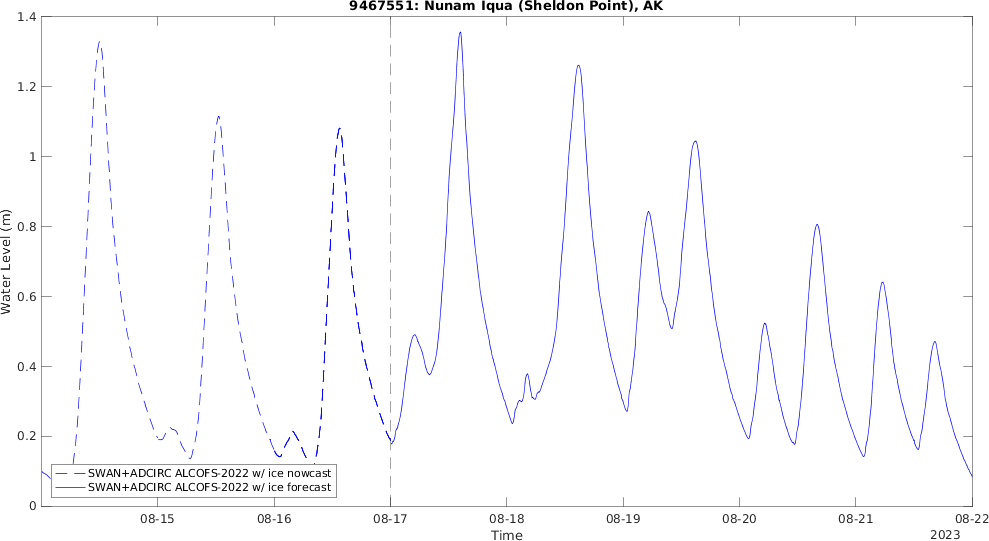 9467551: Nunam Iqua (Sheldon Point), AK
Water Level (m)
1.4
1.2
1
0.8
0.6
0.4
0.2
0
SWAN+ADCIRC ALCOFS-2022 w/ ice nowcast
SWAN+ADCIRC ALCOFS-2022 w/ ice forecast
08-15 08-16 08-17 08-18 08-19 08-20 08-21 08-22
Time
2023